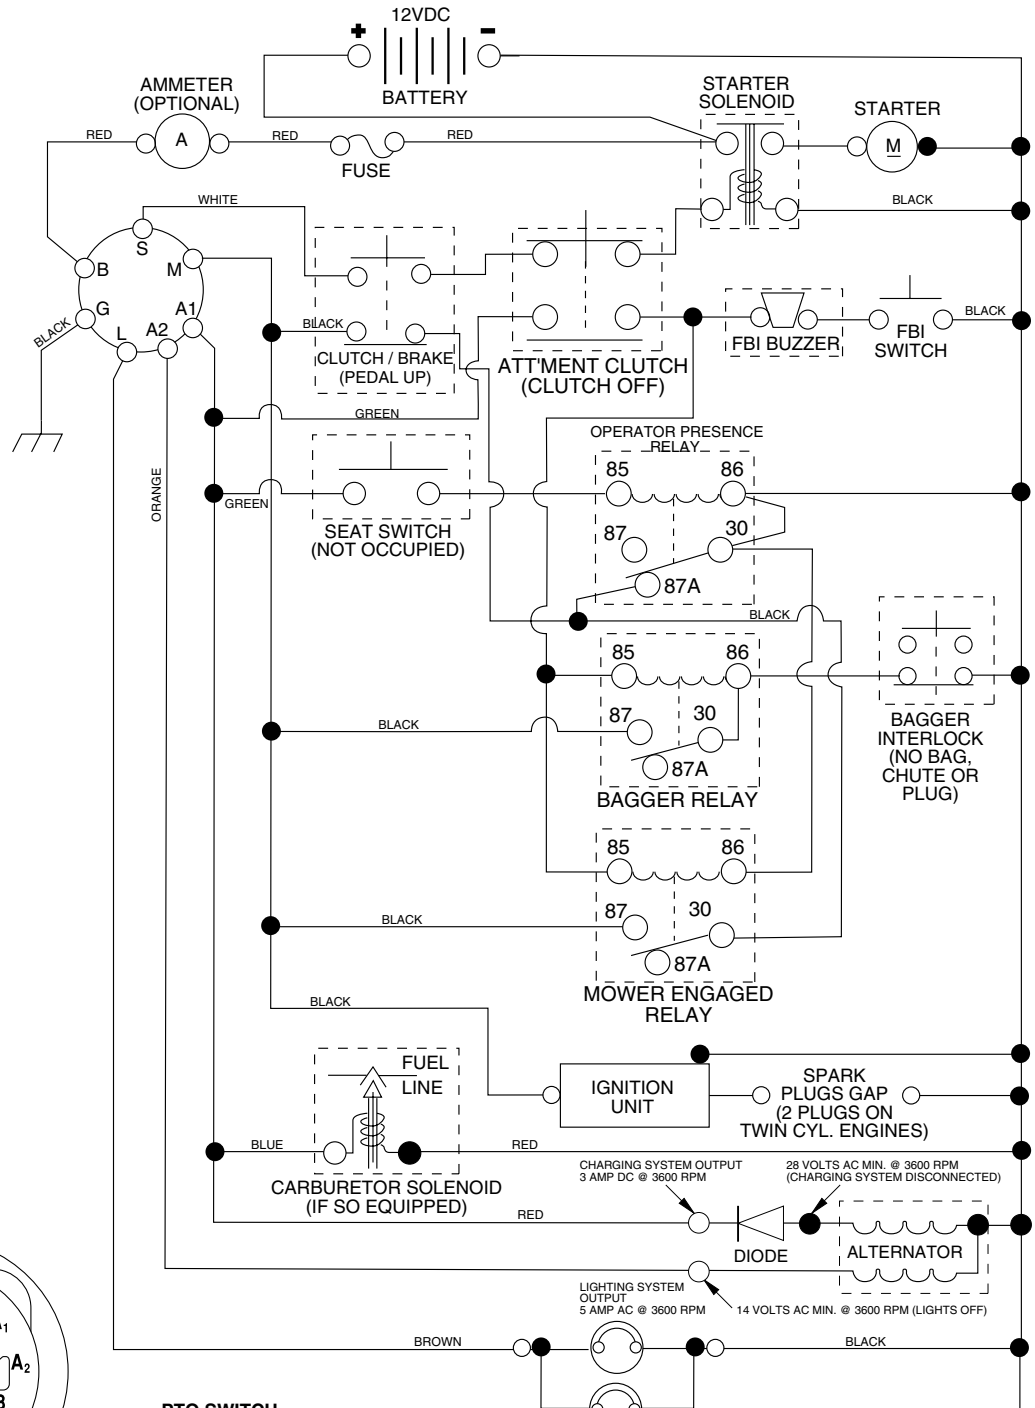 12VDC
+
-
BATTERY
AMMETER
(OPTIONAL)
STARTER
SOLENOID
STARTER
RED
A
RED
RED
FUSE
M
WHITE
BLACK
S
B
M
G
A1
L
A2
BLACK
BLACK
CLUTCH / BRAKE
(PEDAL UP)
ATT'MENT CLUTCH
(CLUTCH OFF)
FBI BUZZER
FBI
SWITCH
BLACK
GREEN
OPERATOR PRESENCE
RELAY
85
86
ORANGE
GREEN
SEAT SWITCH
(NOT OCCUPIED)
87
30
87A
BLACK
85
86
BLACK
87
30
87A
BAGGER RELAY
BAGGER
INTERLOCK
(NO BAG,
CHUTE OR
PLUG)
85
86
BLACK
87
30
87A
MOWER ENGAGED
RELAY
BLACK
FUEL
LINE
IGNITION
UNIT
SPARK
PLUGS GAP
(2 PLUGS ON
TWIN CYL. ENGINES)
BLUE
RED
CARBURETOR SOLENOID
(IF SO EQUIPPED)
CHARGING SYSTEM OUTPUT
3 AMP DC @ 3600 RPM
28 VOLTS AC MIN. @ 3600 RPM
(CHARGING SYSTEM DISCONNECTED)
RED
DIODE
ALTERNATOR
LIGHTING SYSTEM
OUTPUT
5 AMP AC @ 3600 RPM
14 VOLTS AC MIN. @ 3600 RPM (LIGHTS OFF)
BROWN
BLACK
A2